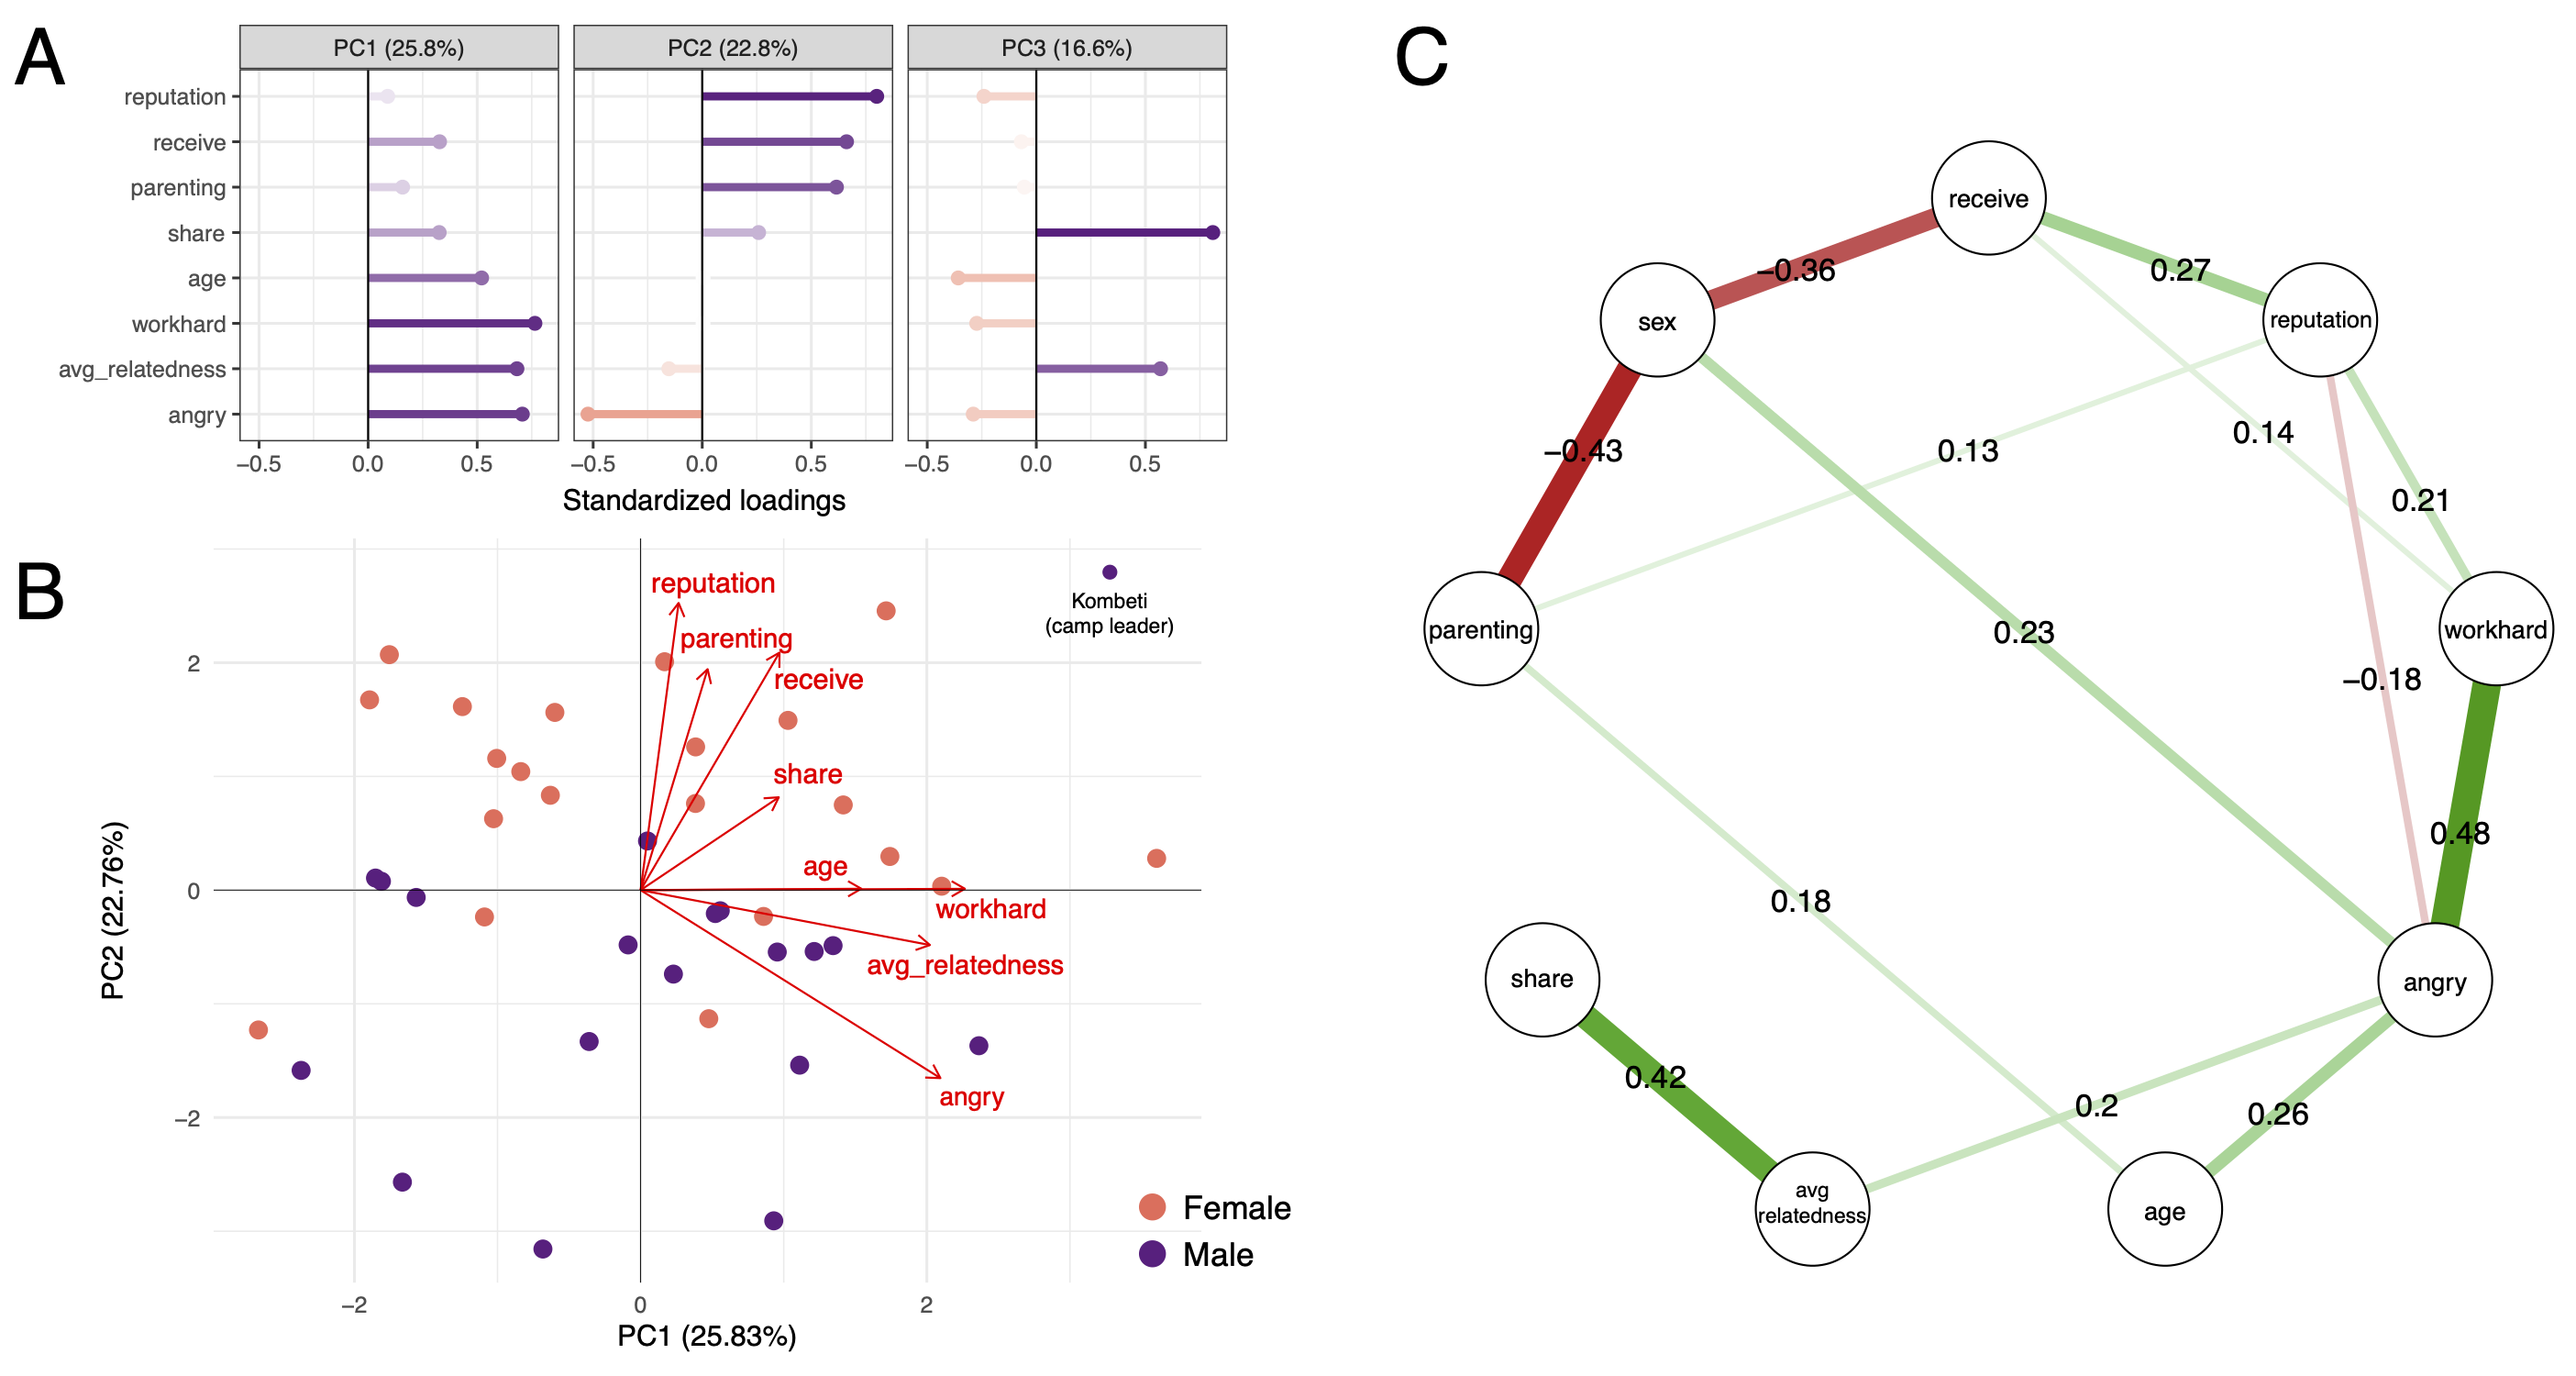 A
PC1 (25.8%)
PC2 (22.8%)
PC3 (16.6%)
reputation
receive
parenting
share
age
workhard
avg_relatedness
angry
−0.5 0.0 0.5
−0.5 0.0 0.5
−0.5 0.0 0.5
Standardized loadings
B
reputation
parenting
receive
share
age
workhard
avg_relatedness
angry
Kombeti
(camp leader)
2
0
−2
PC2 (22.76%)
−2 0 2
PC1 (25.83%)
Female
Male
C
receive
sex
reputation
parenting
workhard
share
angry
avg
relatedness
age
−0.36
0.27
−0.43
0.13
0.14
0.21
0.23
−0.18
0.48
0.18
0.42
0.2
0.26